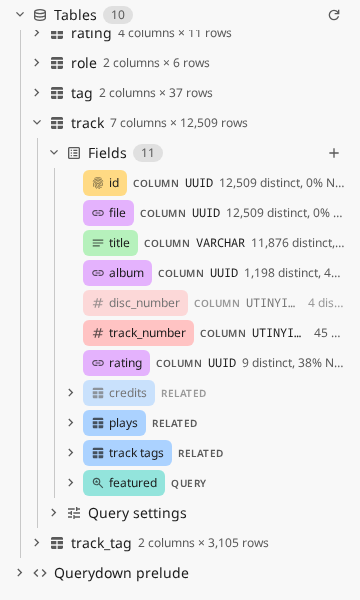 Tables 10
rating 4 columns × 11 rows
role 2 columns × 6 rows
tag 2 columns × 37 rows
track 7 columns × 12,509 rows
Fields 11
id COLUMN UUID 12,509 distinct, 0% N...
file COLUMN UUID 12,509 distinct, 0% ...
title COLUMN VARCHAR 11,876 distinct,...
album COLUMN UUID 1,198 distinct, 4...
disc_number COLUMN UTINYI... 4 dis...
track_number COLUMN UTINYI... 45 ...
rating COLUMN UUID 9 distinct, 38% N...
credits RELATED
plays RELATED
track tags RELATED
featured QUERY
Query settings
track_tag 2 columns × 3,105 rows
Querydown prelude